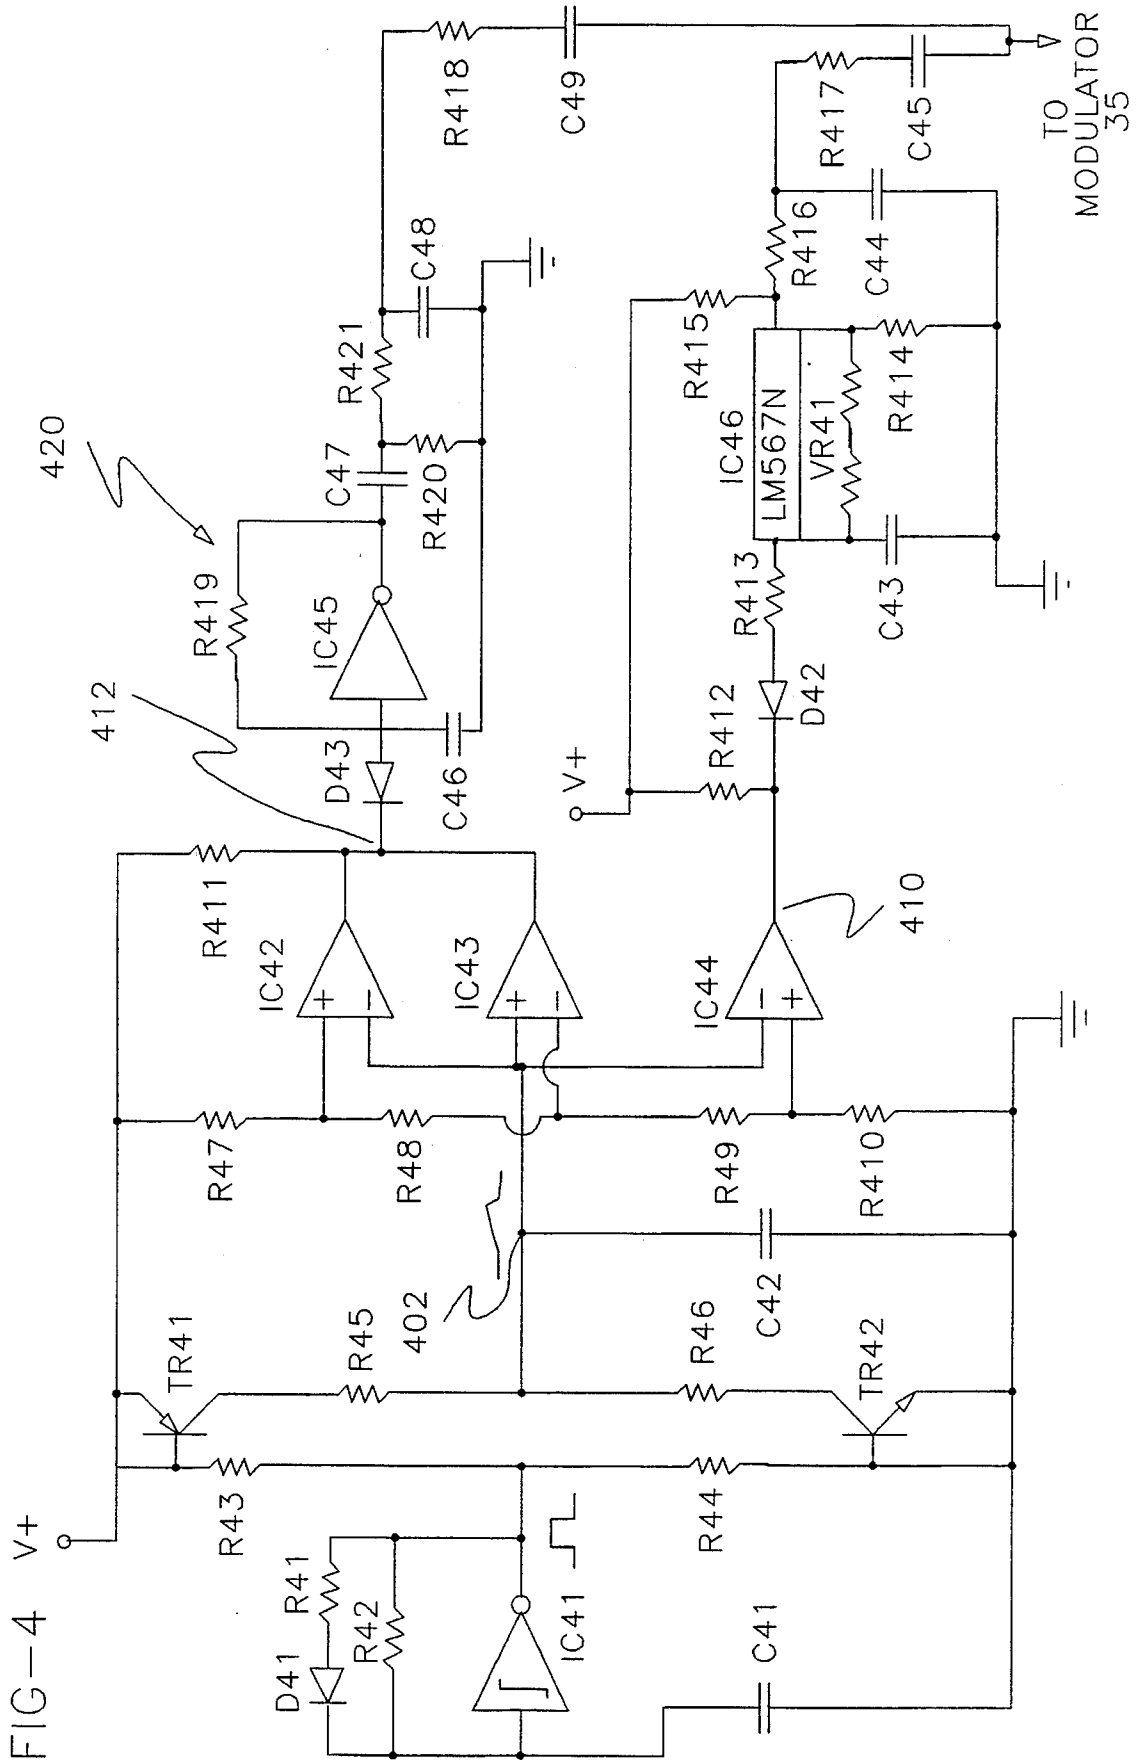 FIG-4
V+
D41
R41
R42
IC41
C41
R43
R44
TR41
R45
402
R46
TR42
C42
R47
R48
R49
R410
R411
IC42
+
−
IC43
+
−
IC44
−
+
410
412
D43
C46
R419
IC45
420
C47
R420
R421
C48
R418
C49
V+
R412
D42
R413
IC46
LM567N
VR41
C43
R414
R415
R416
C44
R417
C45
TO
MODULATOR
35